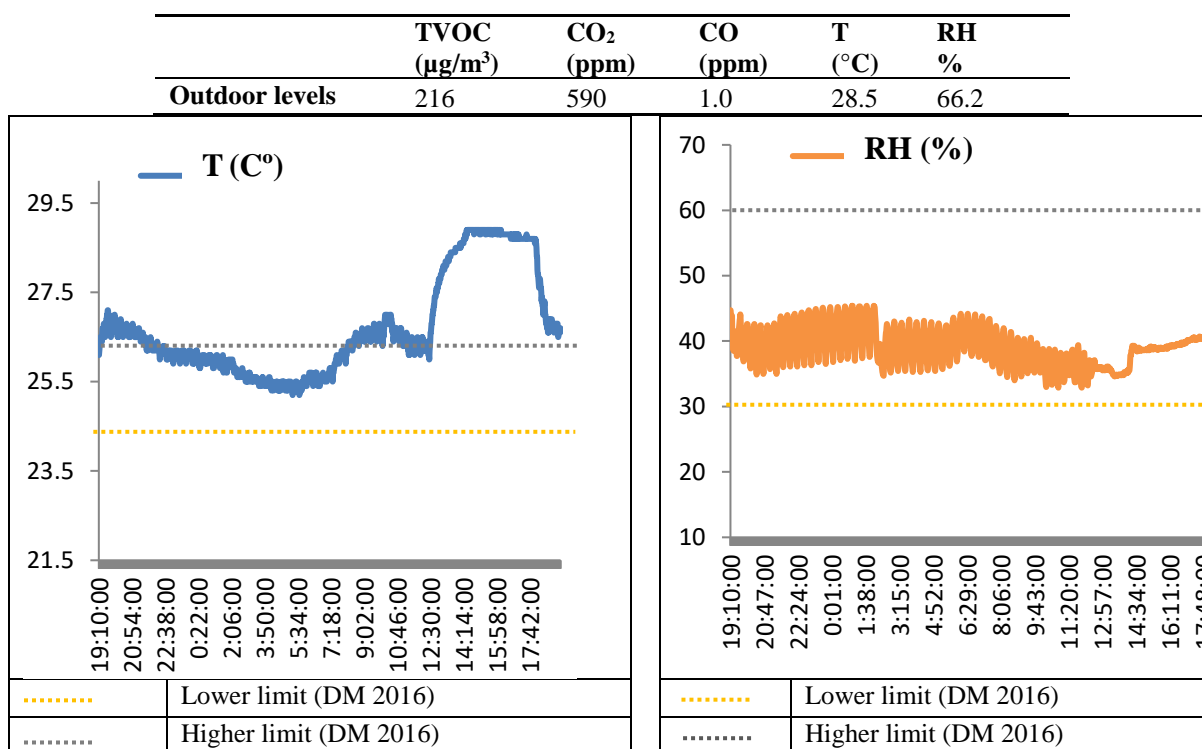 TVOC (µg/m³) CO₂ (ppm) CO (ppm) T (°C) RH %
Outdoor levels 216 590 1.0 28.5 66.2
T (Cº)
29.5
27.5
25.5
23.5
21.5
19:10:00 20:54:00 22:38:00 0:22:00 2:06:00 3:50:00 5:34:00 7:18:00 9:02:00 10:46:00 12:30:00 14:14:00 15:58:00 17:42:00
Lower limit (DM 2016)
Higher limit (DM 2016)
RH (%)
70
60
50
40
30
20
10
19:10:00 20:47:00 22:24:00 0:01:00 1:38:00 3:15:00 4:52:00 6:29:00 8:06:00 9:43:00 11:20:00 12:57:00 14:34:00 16:11:00 17:48:00
Lower limit (DM 2016)
Higher limit (DM 2016)